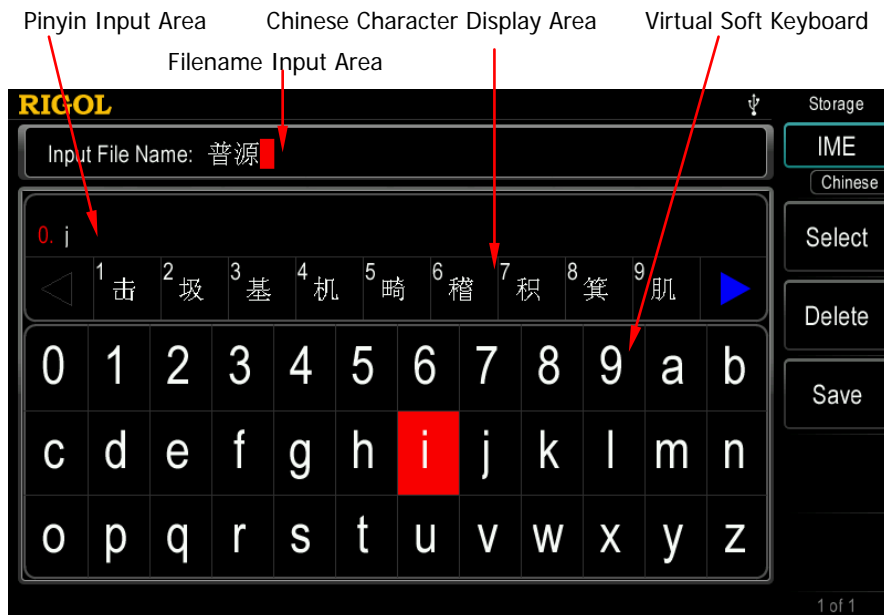 Pinyin Input Area Chinese Character Display Area Virtual Soft Keyboard
Filename Input Area
RIGOL Storage
Input File Name: 普源 IME
Chinese
0. j Select
1 击 2 圾 3 基 4 机 5 畸 6 稽 7 积 8 箕 9 肌
Delete
0 1 2 3 4 5 6 7 8 9 a b
Save
c d e f g h i j k l m n
o p q r s t u v w x y z
1 of 1